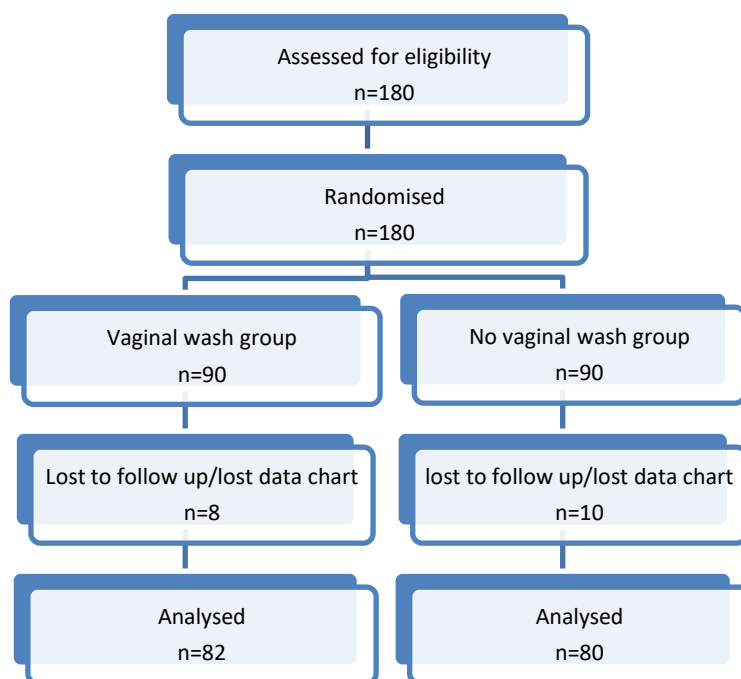 Assessed for eligibility
n=180
Randomised
n=180
Vaginal wash group
n=90
No vaginal wash group
n=90
Lost to follow up/lost data chart
n=8
lost to follow up/lost data chart
n=10
Analysed
n=82
Analysed
n=80